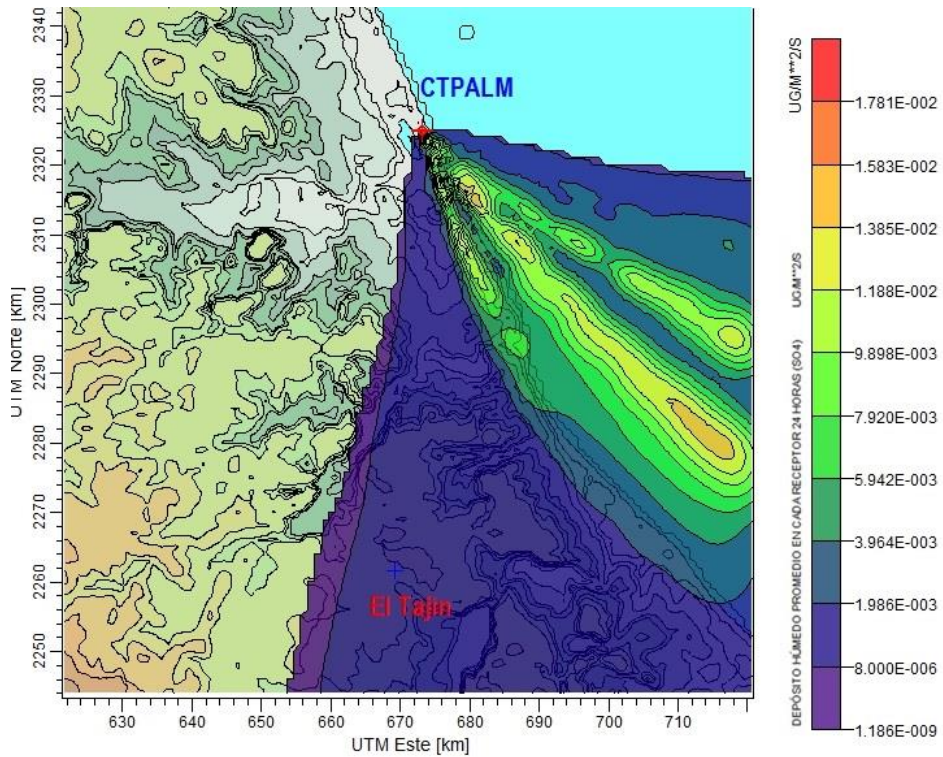 2340
2330
2320
2310
2300
2290
2280
2270
2260
2250
UTM Norte [km]
CTPALM
El Tajin
630
640
650
660
670
680
690
700
710
UTM Este [km]
UG/M**2/S
DEPÓSITO HÚMEDO PROMEDIO EN CADA RECEPTOR 24 HORAS (SO4) UG/M**2/S
1.781E-002
1.583E-002
1.385E-002
1.188E-002
9.898E-003
7.920E-003
5.942E-003
3.964E-003
1.986E-003
8.000E-006
1.186E-009